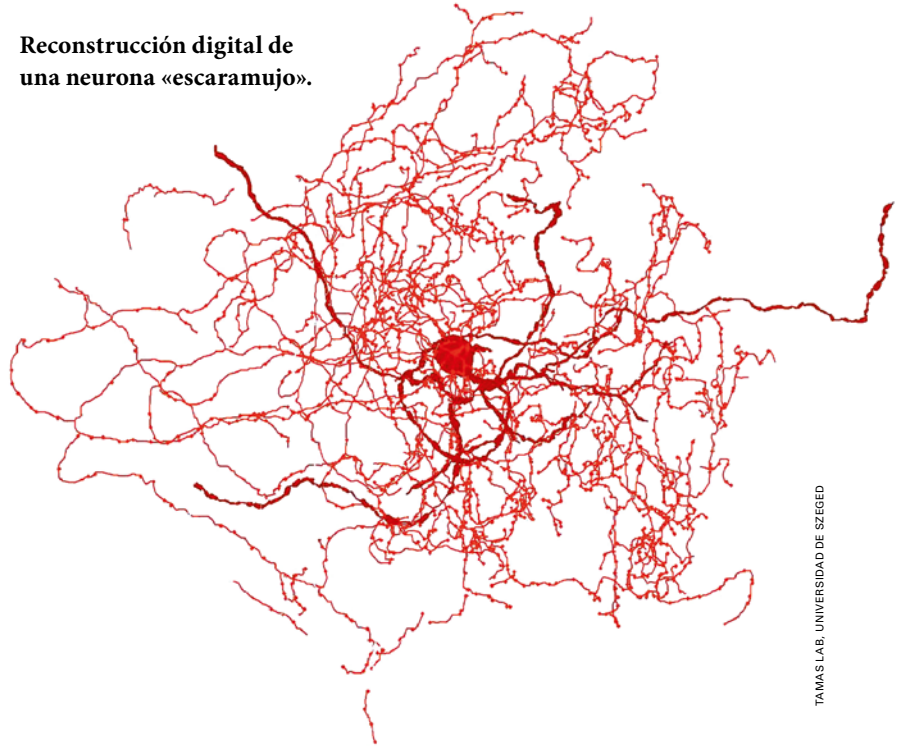 Reconstrucción digital de
una neurona «escaramujo».
TAMAS LAB, UNIVERSIDAD DE SZEGED